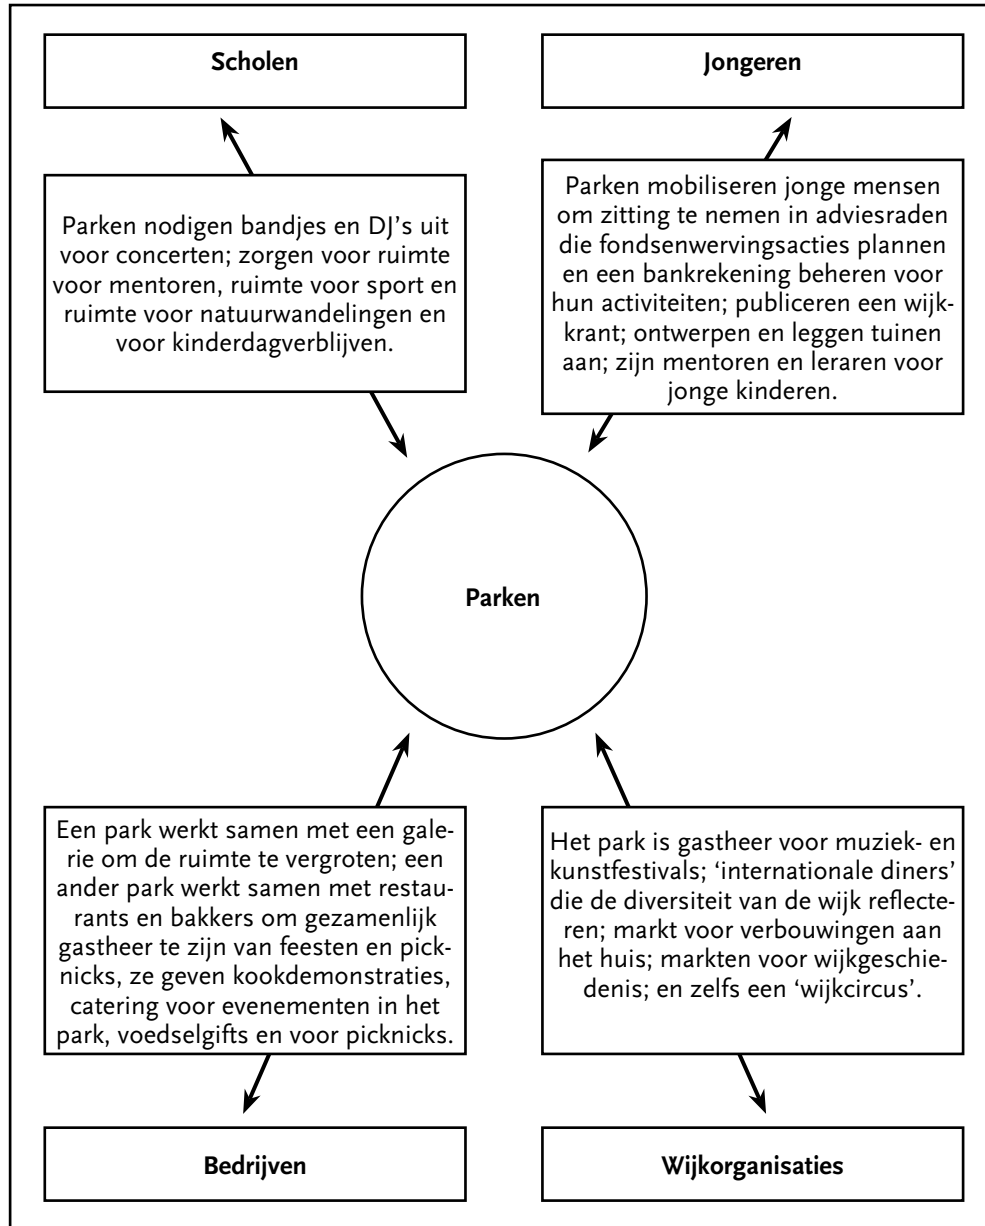 Scholen
Jongeren
Parken nodigen bandjes en DJ's uit
voor concerten; zorgen voor ruimte
voor mentoren, ruimte voor sport en
ruimte voor natuurwandelingen en
voor kinderdagverblijven.
Parken mobiliseren jonge mensen
om zitting te nemen in adviesraden
die fondsenwervingsacties plannen
en een bankrekening beheren voor
hun activiteiten; publiceren een wijk-
krant; ontwerpen en leggen tuinen
aan; zijn mentoren en leraren voor
jonge kinderen.
Parken
Een park werkt samen met een gale-
rie om de ruimte te vergroten; een
ander park werkt samen met restau-
rants en bakkers om gezamenlijk
gastheer te zijn van feesten en pick-
nicks, ze geven kookdemonstraties,
catering voor evenementen in het
park, voedselgifts en voor picknicks.
Het park is gastheer voor muziek- en
kunstfestivals; ‘internationale diners’
die de diversiteit van de wijk reflecte-
ren; markt voor verbouwingen aan
het huis; markten voor wijkgeschie-
denis; en zelfs een ‘wijkcircus’.
Bedrijven
Wijkorganisaties